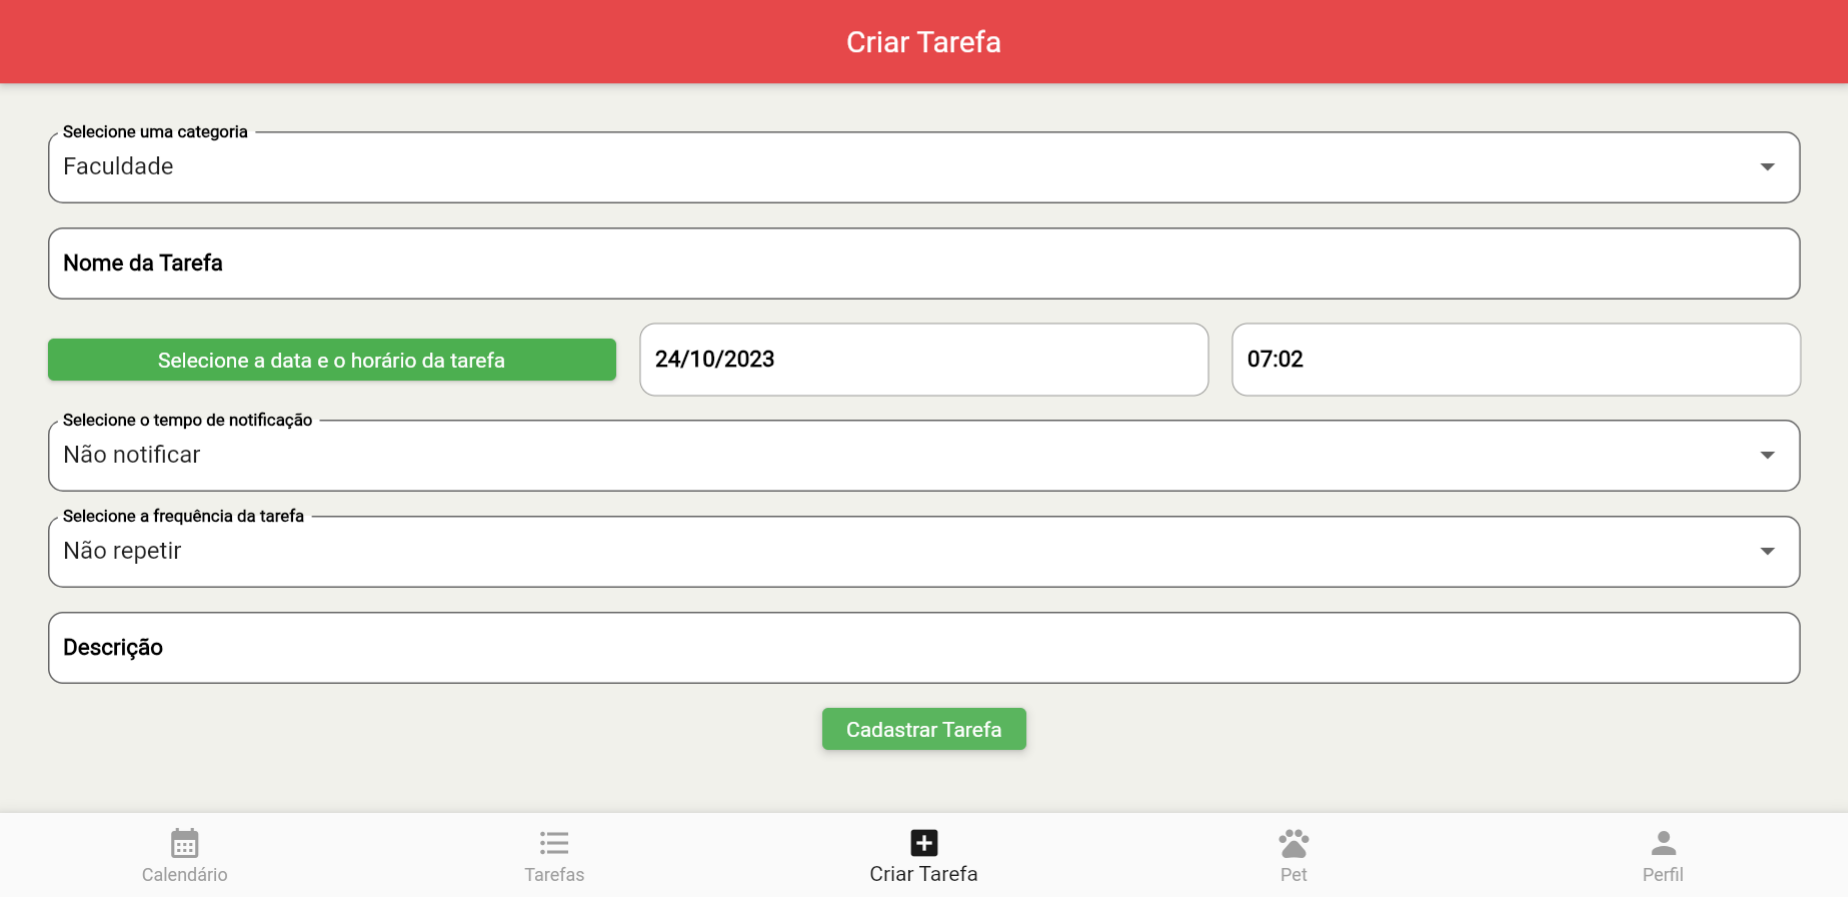 Criar Tarefa
Selecione uma categoria
Faculdade
Nome da Tarefa
Selecione a data e o horário da tarefa
24/10/2023
07:02
Selecione o tempo de notificação
Não notificar
Selecione a frequência da tarefa
Não repetir
Descrição
Cadastrar Tarefa
Calendário
Tarefas
Criar Tarefa
Pet
Perfil